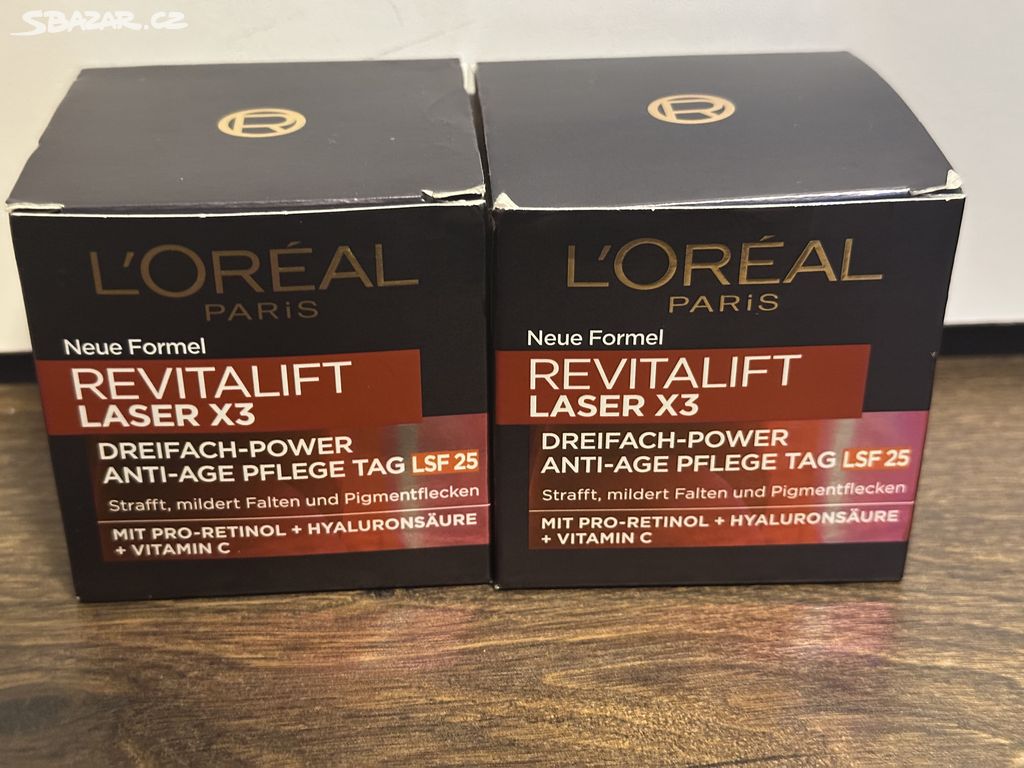 SBAZAR.CZ
L'ORÉAL
PARiS
Neue Formel
REVITALIFT
LASER X3
DREIFACH-POWER
ANTI-AGE PFLEGE TAG LSF 25
Strafft, mildert Falten und Pigmentflecken
MIT PRO-RETINOL + HYALURONSÄURE
+ VITAMIN C
L'ORÉAL
PARiS
Neue Formel
REVITALIFT
LASER X3
DREIFACH-POWER
ANTI-AGE PFLEGE TAG LSF 25
Strafft, mildert Falten und Pigmentflecken
MIT PRO-RETINOL + HYALURONSÄURE
+ VITAMIN C